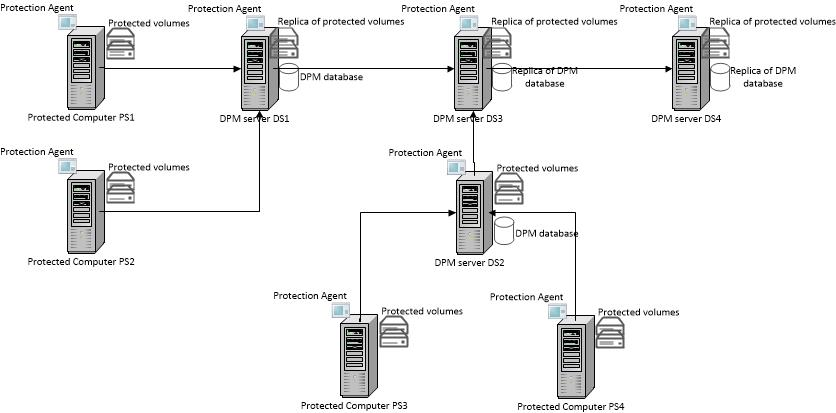 Protection Agent
Protected volumes
Protected Computer PS1
Protection Agent
Replica of protected volumes
DPM database
DPM server DS1
Protection Agent
Replica of protected volumes
Replica of DPM
database
DPM server DS3
Protection Agent
Replica of protected volumes
Replica of DPM
database
DPM server DS4
Protection Agent
Protected volumes
Protected Computer PS2
Protection Agent
Protected volumes
DPM database
DPM server DS2
Protection Agent
Protected volumes
Protected Computer PS3
Protection Agent
Protected volumes
Protected Computer PS4